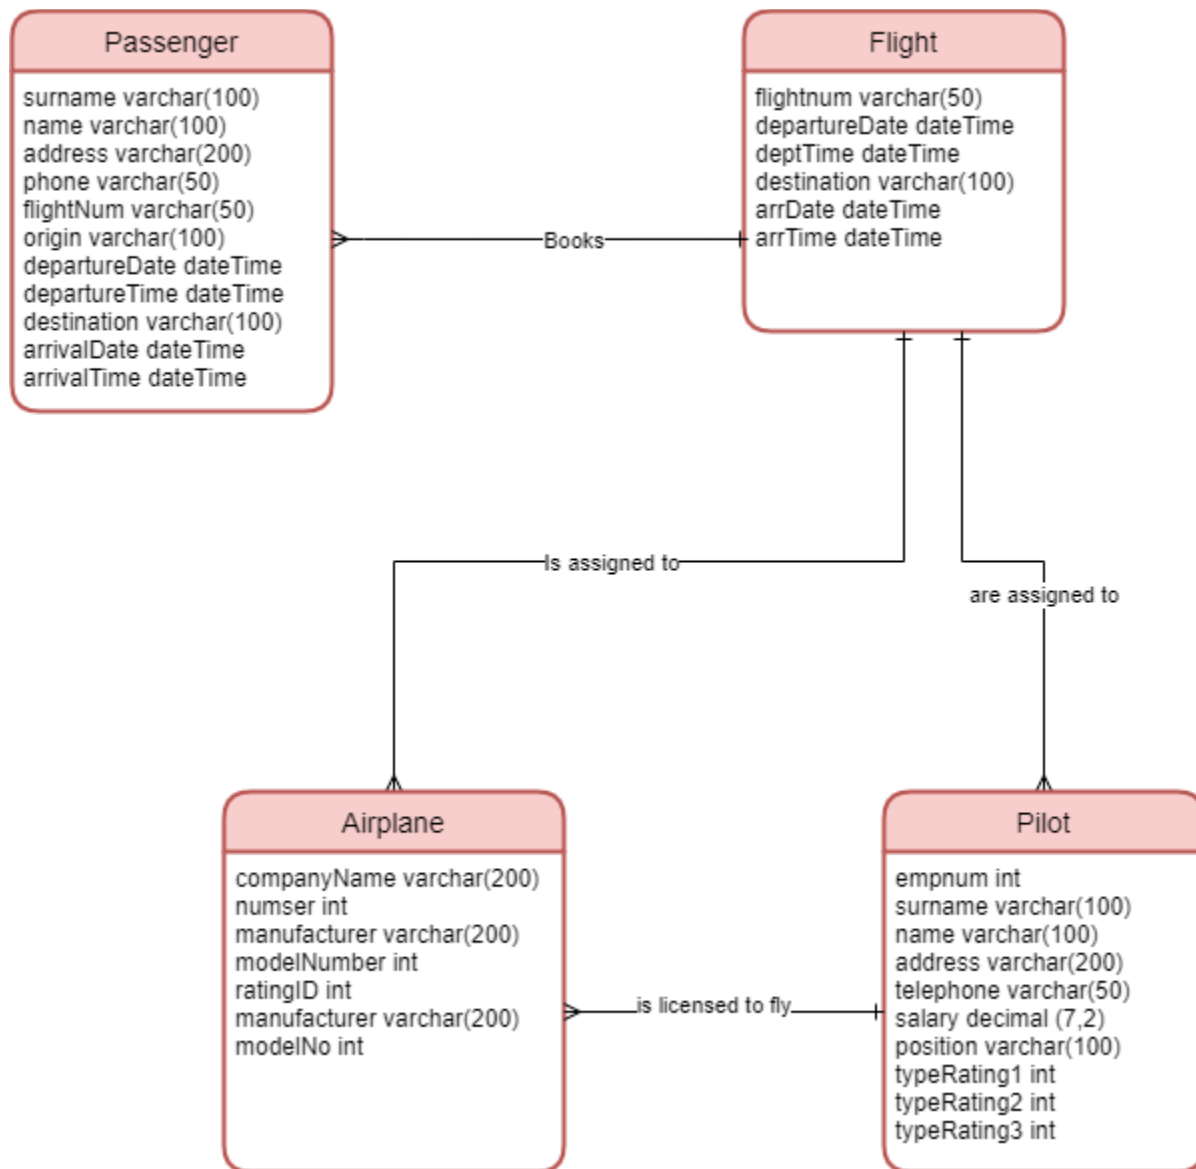 Passenger
surname varchar(100)
name varchar(100)
address varchar(200)
phone varchar(50)
flightNum varchar(50)
origin varchar(100)
departureDate dateTime
departureTime dateTime
destination varchar(100)
arrivalDate dateTime
arrivalTime dateTime
Books
Flight
flightnum varchar(50)
departureDate dateTime
deptTime dateTime
destination varchar(100)
arrDate dateTime
arrTime dateTime
Is assigned to
are assigned to
Airplane
companyName varchar(200)
numser int
manufacturer varchar(200)
modelNumber int
ratingID int
manufacturer varchar(200)
modelNo int
is licensed to fly
Pilot
empnum int
surname varchar(100)
name varchar(100)
address varchar(200)
telephone varchar(50)
salary decimal (7,2)
position varchar(100)
typeRating1 int
typeRating2 int
typeRating3 int